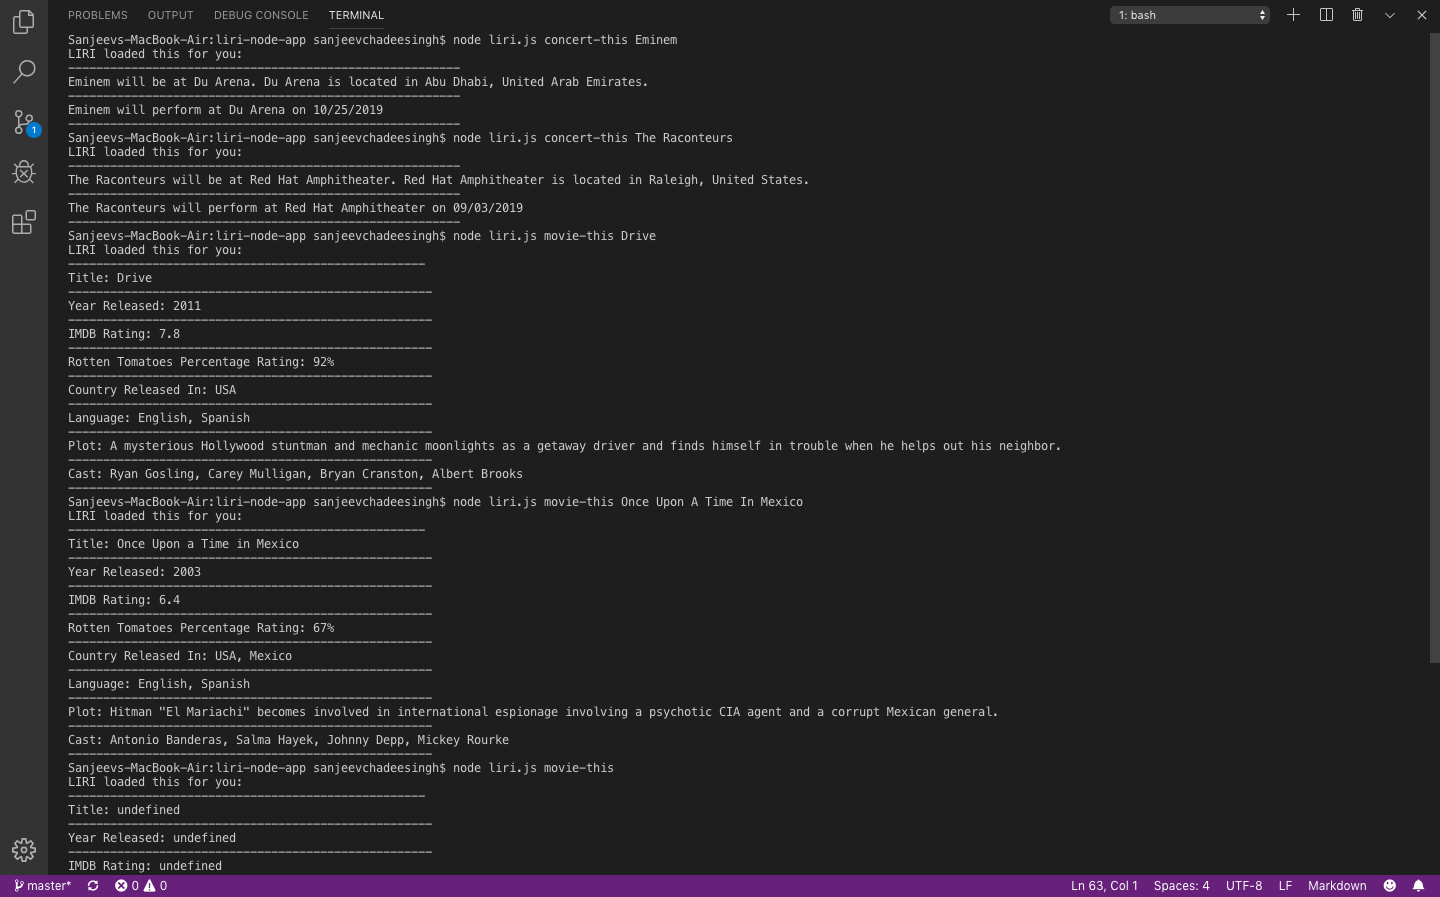 PROBLEMS OUTPUT DEBUG CONSOLE TERMINAL 1: bash
Sanjeevs-MacBook-Air:liri-node-app sanjeevchadeesingh$ node liri.js concert-this Eminem
LIRI loaded this for you:
--------------------------------------------------------
Eminem will be at Du Arena. Du Arena is located in Abu Dhabi, United Arab Emirates.
--------------------------------------------------------
Eminem will perform at Du Arena on 10/25/2019
--------------------------------------------------------
Sanjeevs-MacBook-Air:liri-node-app sanjeevchadeesingh$ node liri.js concert-this The Raconteurs
LIRI loaded this for you:
--------------------------------------------------------
The Raconteurs will be at Red Hat Amphitheater. Red Hat Amphitheater is located in Raleigh, United States.
--------------------------------------------------------
The Raconteurs will perform at Red Hat Amphitheater on 09/03/2019
--------------------------------------------------------
Sanjeevs-MacBook-Air:liri-node-app sanjeevchadeesingh$ node liri.js movie-this Drive
LIRI loaded this for you:
---------------------------------------------------
Title: Drive
----------------------------------------------------
Year Released: 2011
----------------------------------------------------
IMDB Rating: 7.8
----------------------------------------------------
Rotten Tomatoes Percentage Rating: 92%
----------------------------------------------------
Country Released In: USA
----------------------------------------------------
Language: English, Spanish
----------------------------------------------------
Plot: A mysterious Hollywood stuntman and mechanic moonlights as a getaway driver and finds himself in trouble when he helps out his neighbor.
----------------------------------------------------
Cast: Ryan Gosling, Carey Mulligan, Bryan Cranston, Albert Brooks
----------------------------------------------------
Sanjeevs-MacBook-Air:liri-node-app sanjeevchadeesingh$ node liri.js movie-this Once Upon A Time In Mexico
LIRI loaded this for you:
---------------------------------------------------
Title: Once Upon a Time in Mexico
----------------------------------------------------
Year Released: 2003
----------------------------------------------------
IMDB Rating: 6.4
----------------------------------------------------
Rotten Tomatoes Percentage Rating: 67%
----------------------------------------------------
Country Released In: USA, Mexico
----------------------------------------------------
Language: English, Spanish
----------------------------------------------------
Plot: Hitman "El Mariachi" becomes involved in international espionage involving a psychotic CIA agent and a corrupt Mexican general.
----------------------------------------------------
Cast: Antonio Banderas, Salma Hayek, Johnny Depp, Mickey Rourke
----------------------------------------------------
Sanjeevs-MacBook-Air:liri-node-app sanjeevchadeesingh$ node liri.js movie-this
LIRI loaded this for you:
---------------------------------------------------
Title: undefined
----------------------------------------------------
Year Released: undefined
----------------------------------------------------
IMDB Rating: undefined
1
master* 0 0 Ln 63, Col 1 Spaces: 4 UTF-8 LF Markdown